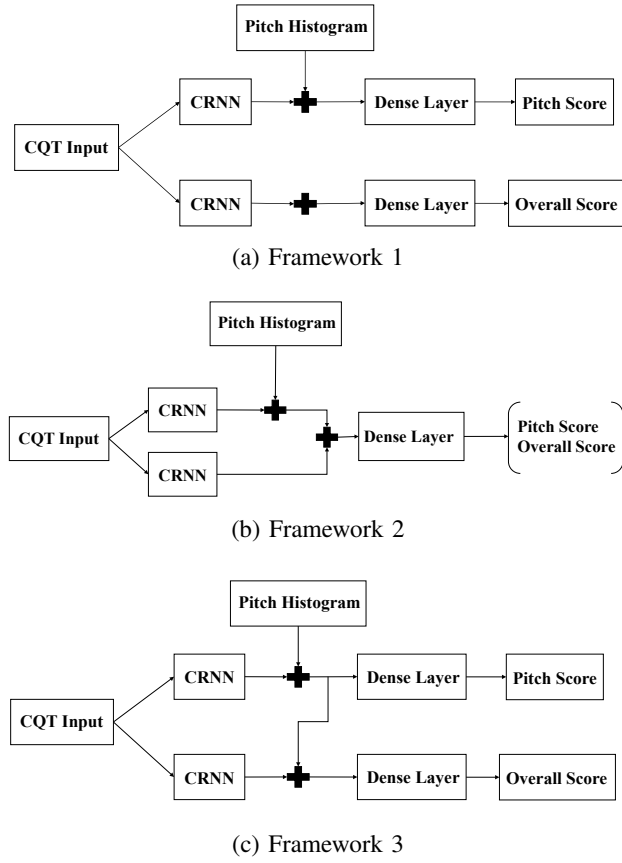 Pitch Histogram
CRNN
Dense Layer
Pitch Score
CQT Input
CRNN
Dense Layer
Overall Score
(a) Framework 1
Pitch Histogram
CRNN
CQT Input
Dense Layer
Pitch Score
Overall Score
CRNN
(b) Framework 2
Pitch Histogram
CRNN
Dense Layer
Pitch Score
CQT Input
CRNN
Dense Layer
Overall Score
(c) Framework 3